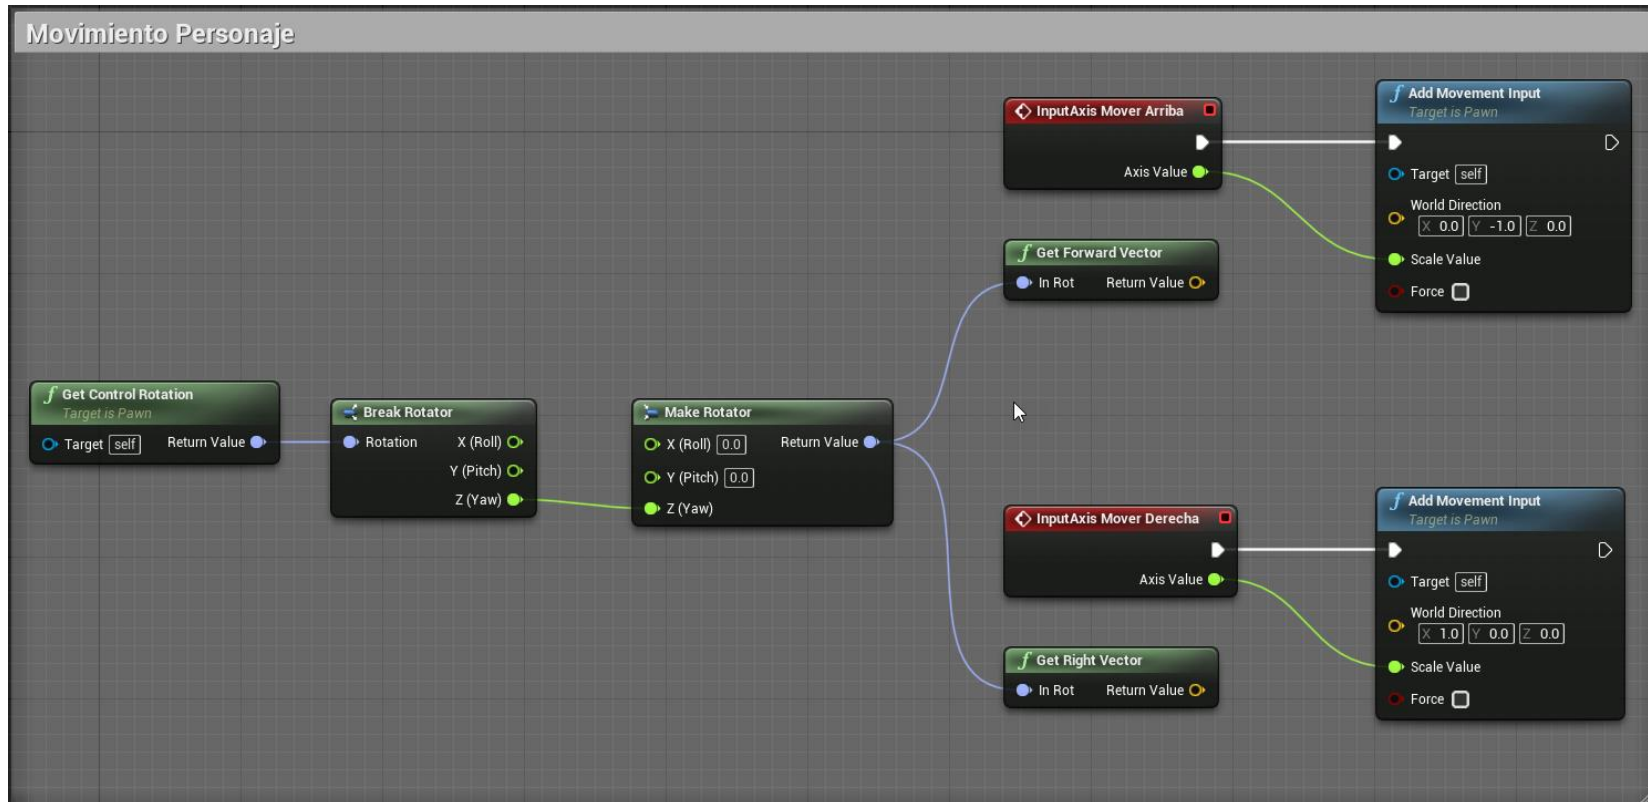 Movimiento Personaje
InputAxis Mover Arriba
Axis Value
Add Movement Input
Target is Pawn
Target self
World Direction
X 0.0 Y -1.0 Z 0.0
Scale Value
Force
Get Forward Vector
In Rot Return Value
Get Control Rotation
Target is Pawn
Target self Return Value
Break Rotator
Rotation X (Roll)
Y (Pitch)
Z (Yaw)
Make Rotator
X (Roll) 0.0 Return Value
Y (Pitch) 0.0
Z (Yaw)
InputAxis Mover Derecha
Axis Value
Add Movement Input
Target is Pawn
Target self
World Direction
X 1.0 Y 0.0 Z 0.0
Scale Value
Force
Get Right Vector
In Rot Return Value